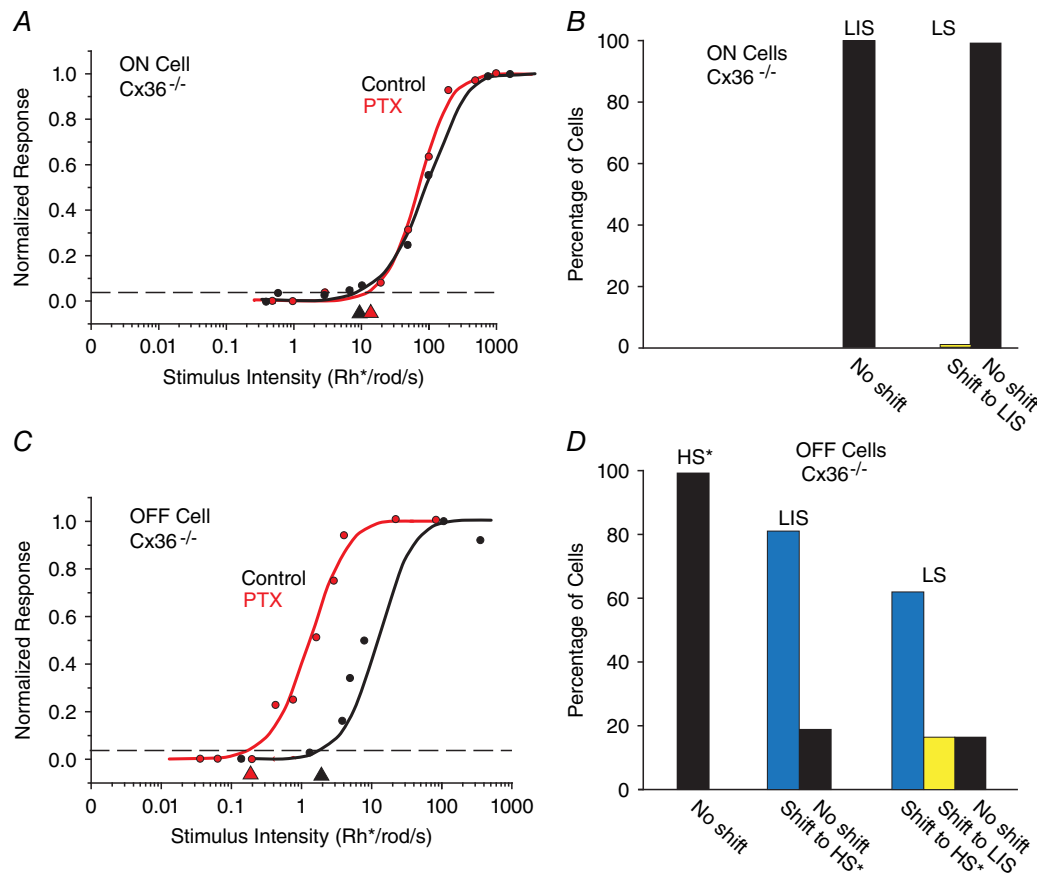 A
ON Cell
Cx36 -/-
Control
PTX
Normalized Response
1.0
0.8
0.6
0.4
0.2
0.0
0 0.01 0.1 1 10 100 1000
Stimulus Intensity (Rh*/rod/s)
B
ON Cells
Cx36 -/-
LIS
LS
Percentage of Cells
100
80
60
40
20
0
No shift
Shift to LIS
No shift
C
OFF Cell
Cx36 -/-
Control
PTX
Normalized Response
1.0
0.8
0.6
0.4
0.2
0.0
0 0.01 0.1 1 10 100 1000
Stimulus Intensity (Rh*/rod/s)
D
OFF Cells
Cx36 -/-
HS*
LIS
LS
Percentage of Cells
100
80
60
40
20
0
No shift
Shift to HS*
No shift
Shift to HS*
Shift to LIS
No shift